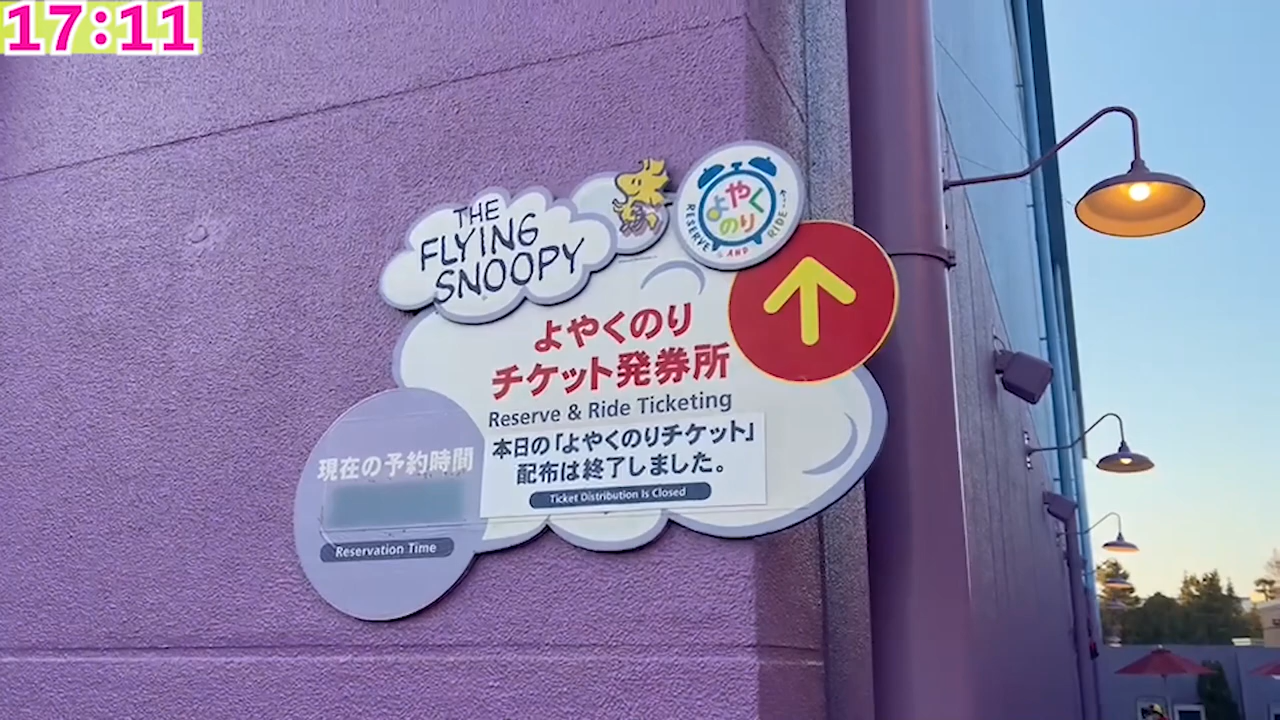 17:11
THE
FLYING
SNOOPY
よやく
のり
RESERVE AND RIDE
よやくのり
チケット発券所
Reserve & Ride Ticketing
本日の「よやくのりチケット」
配布は終了しました。
Ticket Distribution Is Closed
現在の予約時間
Reservation Time